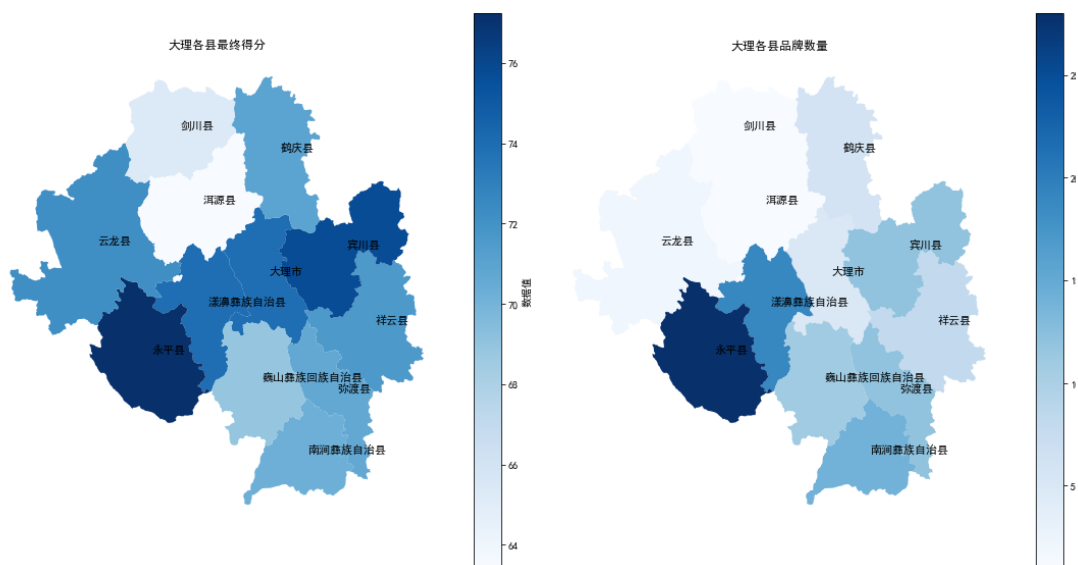 大理各县最终得分
剑川县
鹤庆县
洱源县
云龙县
宾川县
大理市
漾濞彝族自治县
祥云县
永平县
巍山彝族回族自治县
弥渡县
南涧彝族自治县
76
74
72
70
68
66
64
数据值
大理各县品牌数量
剑川县
鹤庆县
洱源县
云龙县
宾川县
大理市
漾濞彝族自治县
祥云县
永平县
巍山彝族回族自治县
弥渡县
南涧彝族自治县
5